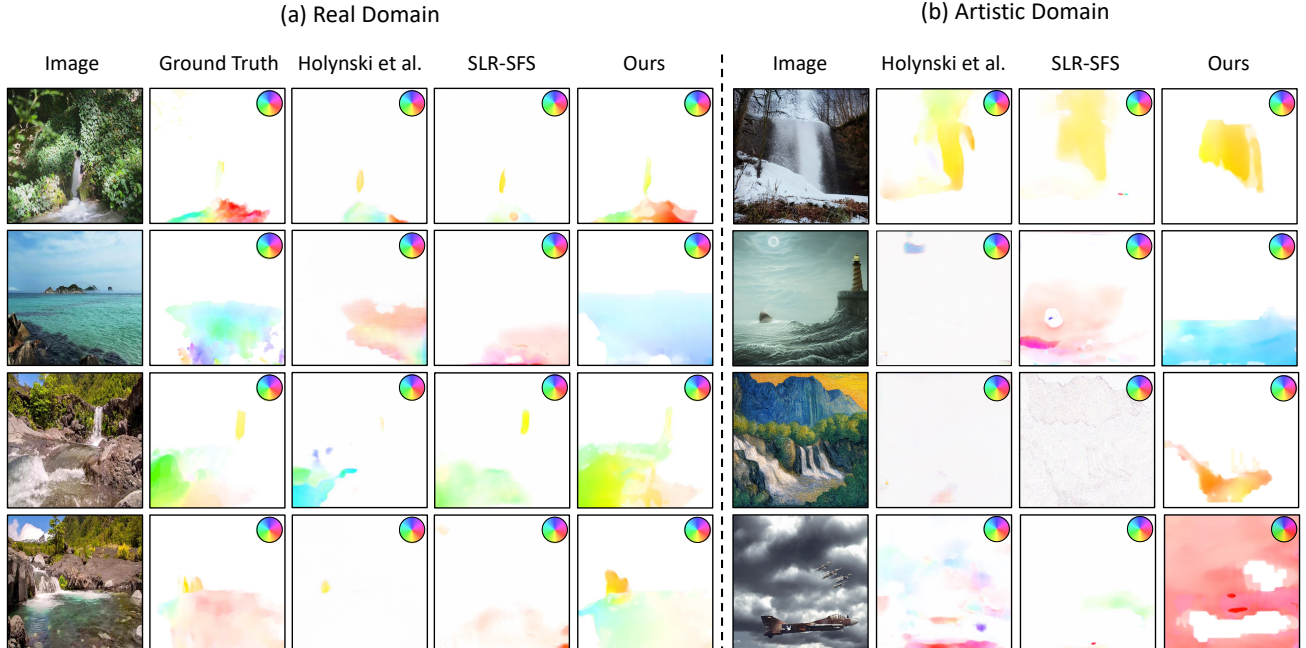 (a) Real Domain
(b) Artistic Domain
Image Ground Truth Holynski et al. SLR-SFS Ours
Image Holynski et al. SLR-SFS Ours